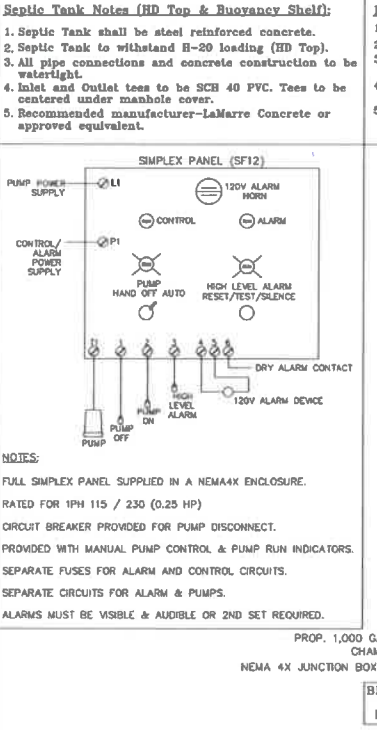 Septic Tank Notes (HD Top & Buoyancy Shelf):
1. Septic Tank shall be steel reinforced concrete.
2. Septic Tank to withstand H-20 loading (HD Top).
3. All pipe connections and concrete construction to be
watertight.
4. Inlet and Outlet tees to be SCH 40 PVC. Tees to be
centered under manhole cover.
5. Recommended manufacturer-LaMarre Concrete or
approved equivalent.
SIMPLEX PANEL (SF12)
PUMP POWER
SUPPLY
L1
120V ALARM
HORN
CONTROL
ALARM
CONTROL/
ALARM
POWER
SUPPLY
P1
PUMP
HAND OFF AUTO
HIGH LEVEL ALARM
RESET/TEST/SILENCE
T1 1 2 3 4 5 6
DRY ALARM CONTACT
120V ALARM DEVICE
HIGH
LEVEL
ALARM
PUMP
ON
PUMP
OFF
PUMP
NOTES:
FULL SIMPLEX PANEL SUPPLIED IN A NEMA4X ENCLOSURE.
RATED FOR 1PH 115 / 230 (0.25 HP)
CIRCUIT BREAKER PROVIDED FOR PUMP DISCONNECT.
PROVIDED WITH MANUAL PUMP CONTROL & PUMP RUN INDICATORS.
SEPARATE FUSES FOR ALARM AND CONTROL CIRCUITS.
SEPARATE CIRCUITS FOR ALARM & PUMPS.
ALARMS MUST BE VISIBLE & AUDIBLE OR 2ND SET REQUIRED.
PROP. 1,000 G
CHAM
NEMA 4X JUNCTION BOX